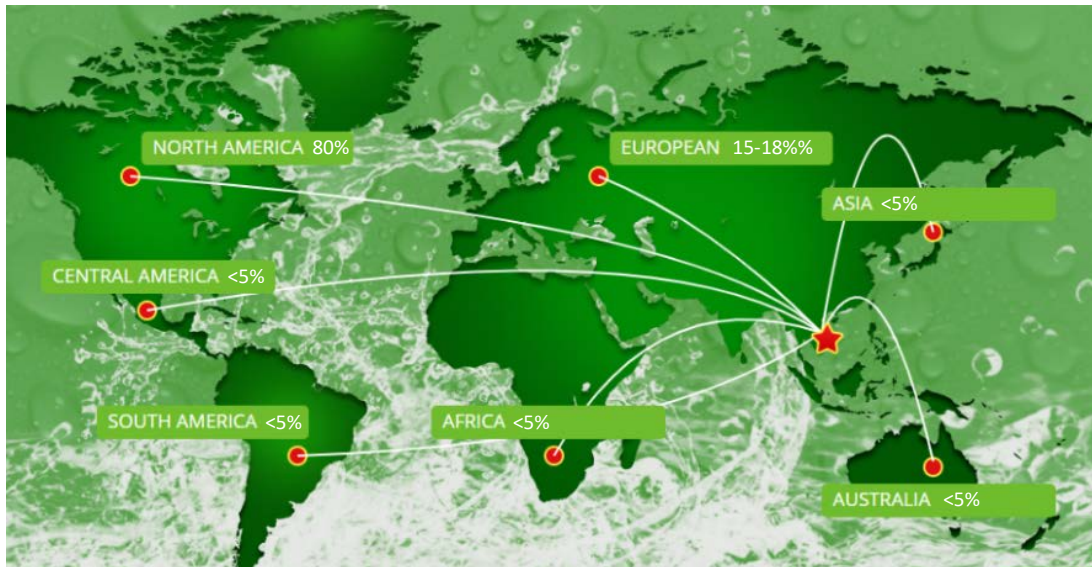 NORTH AMERICA 80%
EUROPEAN 15-18%%
ASIA <5%
CENTRAL AMERICA <5%
SOUTH AMERICA <5%
AFRICA <5%
AUSTRALIA <5%